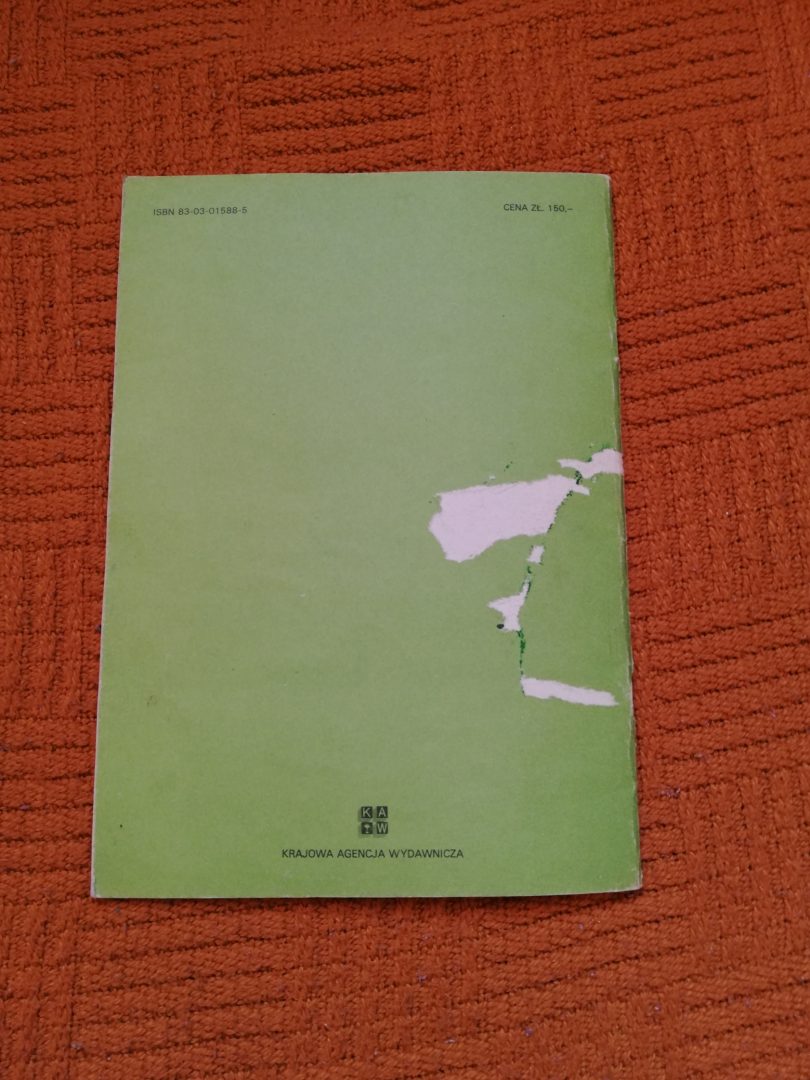 ISBN 83-03-01588-5
CENA ZŁ. 150,–
K A
W
KRAJOWA AGENCJA WYDAWNICZA